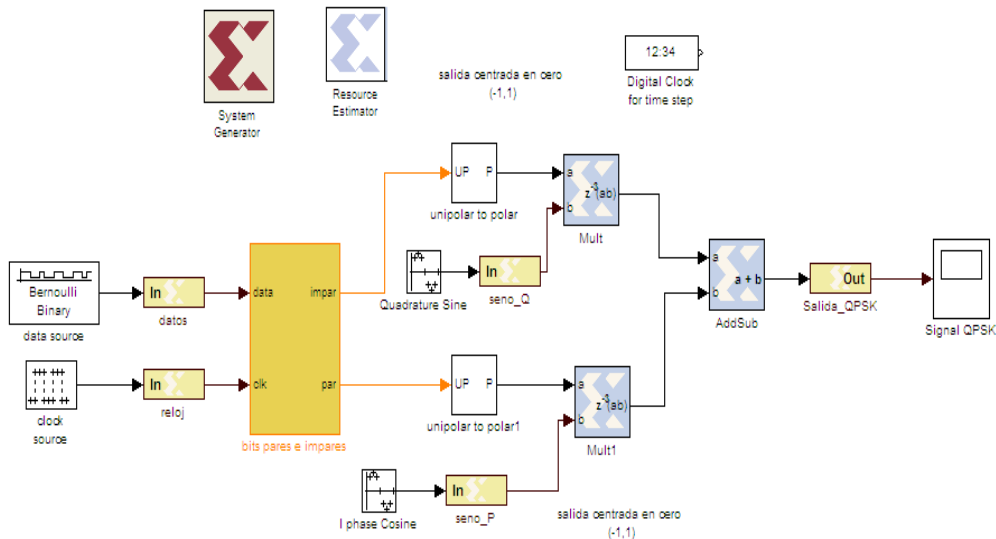 System
Generator
Resource
Estimator
salida centrada en cero
(-1,1)
12:34
Digital Clock
for time step
UP P
unipolar to polar
a
b
z⁻³(ab)
Mult
Bernoulli
Binary
data source
In
datos
data impar
clk par
bits pares e impares
Quadrature Sine
In
seno_Q
a
b
a + b
AddSub
Out
Salida_QPSK
Signal QPSK
clock
source
In
reloj
UP P
unipolar to polar1
a
b
z⁻³(ab)
Mult1
I phase Cosine
In
seno_P
salida centrada en cero
(-1,1)